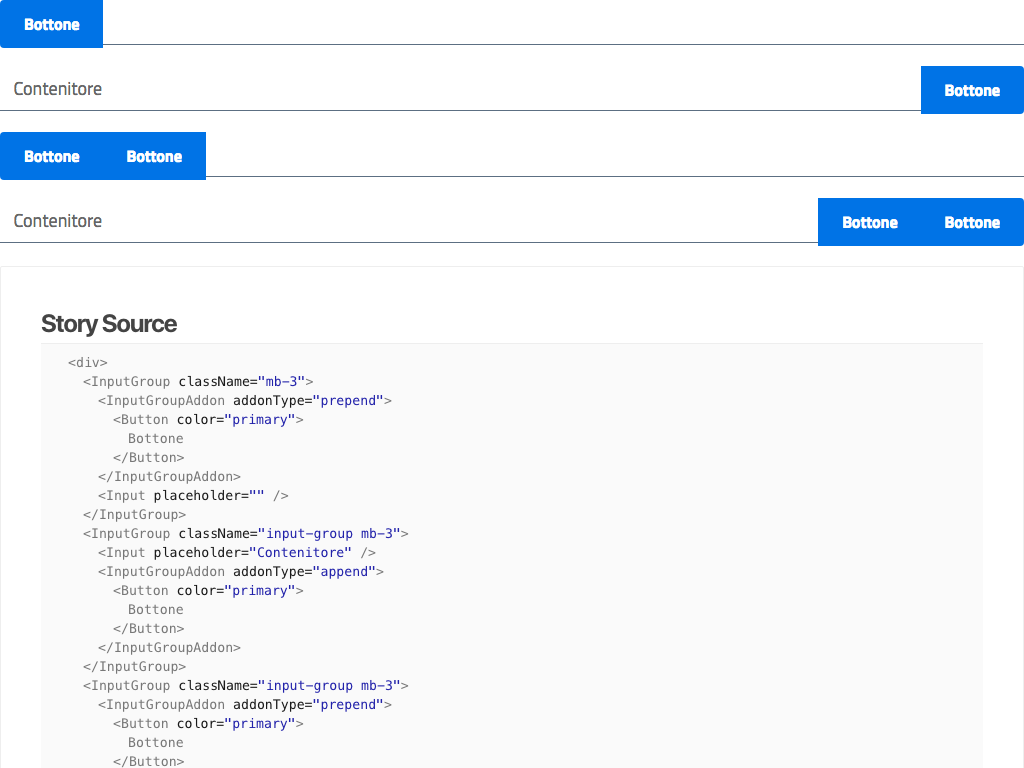 Bottone
Contenitore Bottone
Bottone Bottone
Contenitore Bottone Bottone
Story Source
<div>
<InputGroup className="mb-3">
<InputGroupAddon addonType="prepend">
<Button color="primary">
Bottone
</Button>
</InputGroupAddon>
<Input placeholder="" />
</InputGroup>
<InputGroup className="input-group mb-3">
<Input placeholder="Contenitore" />
<InputGroupAddon addonType="append">
<Button color="primary">
Bottone
</Button>
</InputGroupAddon>
</InputGroup>
<InputGroup className="input-group mb-3">
<InputGroupAddon addonType="prepend">
<Button color="primary">
Bottone
</Button>